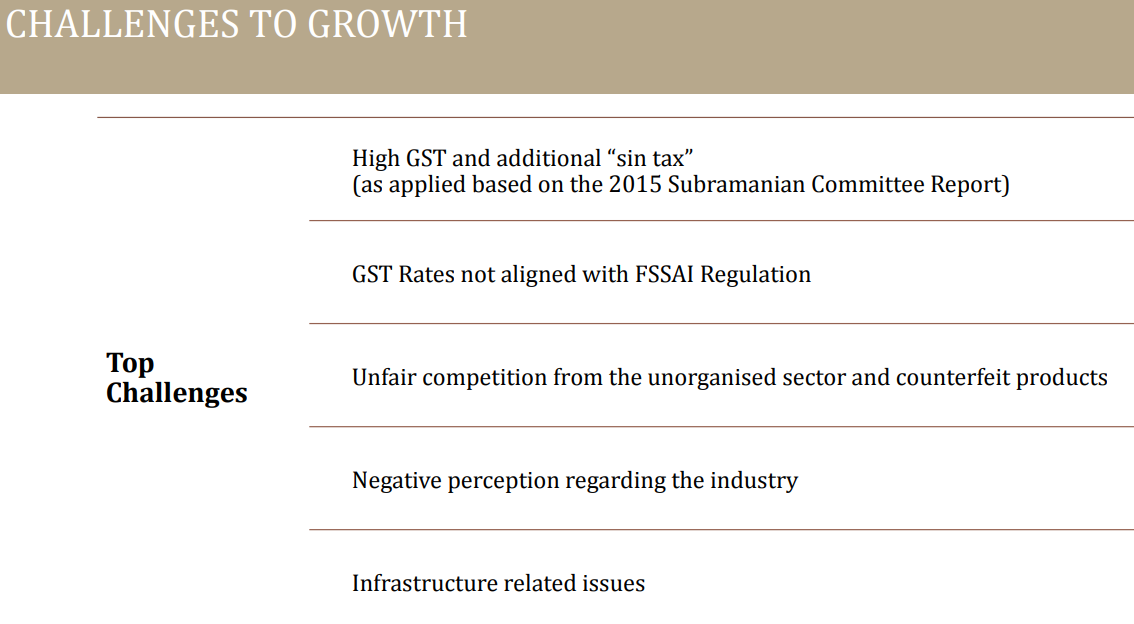 CHALLENGES TO GROWTH
Top
Challenges
High GST and additional “sin tax”
(as applied based on the 2015 Subramanian Committee Report)
GST Rates not aligned with FSSAI Regulation
Unfair competition from the unorganised sector and counterfeit products
Negative perception regarding the industry
Infrastructure related issues